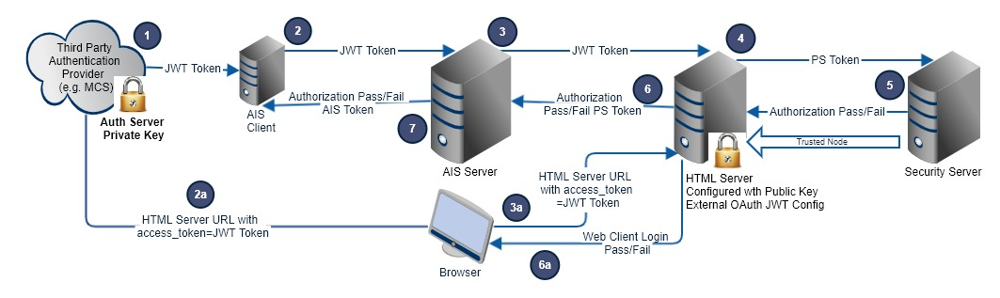 1
Third Party
Authentication
Provider
(e.g. MCS)
Auth Server
Private Key
JWT Token
2
AIS
Client
JWT Token
Authorization Pass/Fail
AIS Token
3
7
AIS Server
JWT Token
Authorization
Pass/Fail PS Token
6
4
HTML Server
Configured wth Public Key
External OAuth JWT Config
PS Token
5
Authorization Pass/Fail
Trusted Node
Security Server
2a
HTML Server URL with
access_token=JWT Token
Browser
3a
HTML Server URL
with access_token
=JWT Token
Web Client Login
Pass/Fail
6a